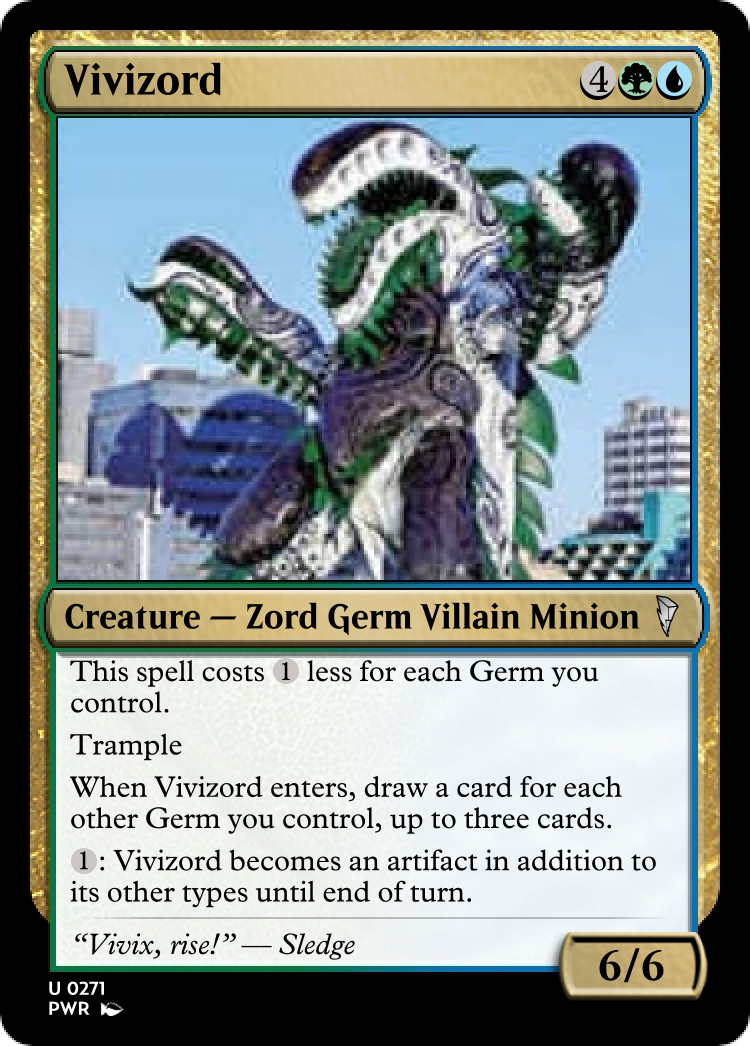 Vivizord 4
Creature — Zord Germ Villain Minion
This spell costs 1 less for each Germ you
control.
Trample
When Vivizord enters, draw a card for each
other Germ you control, up to three cards.
1: Vivizord becomes an artifact in addition to
its other types until end of turn.
“Vivix, rise!” — Sledge
6/6
U 0271
PWR